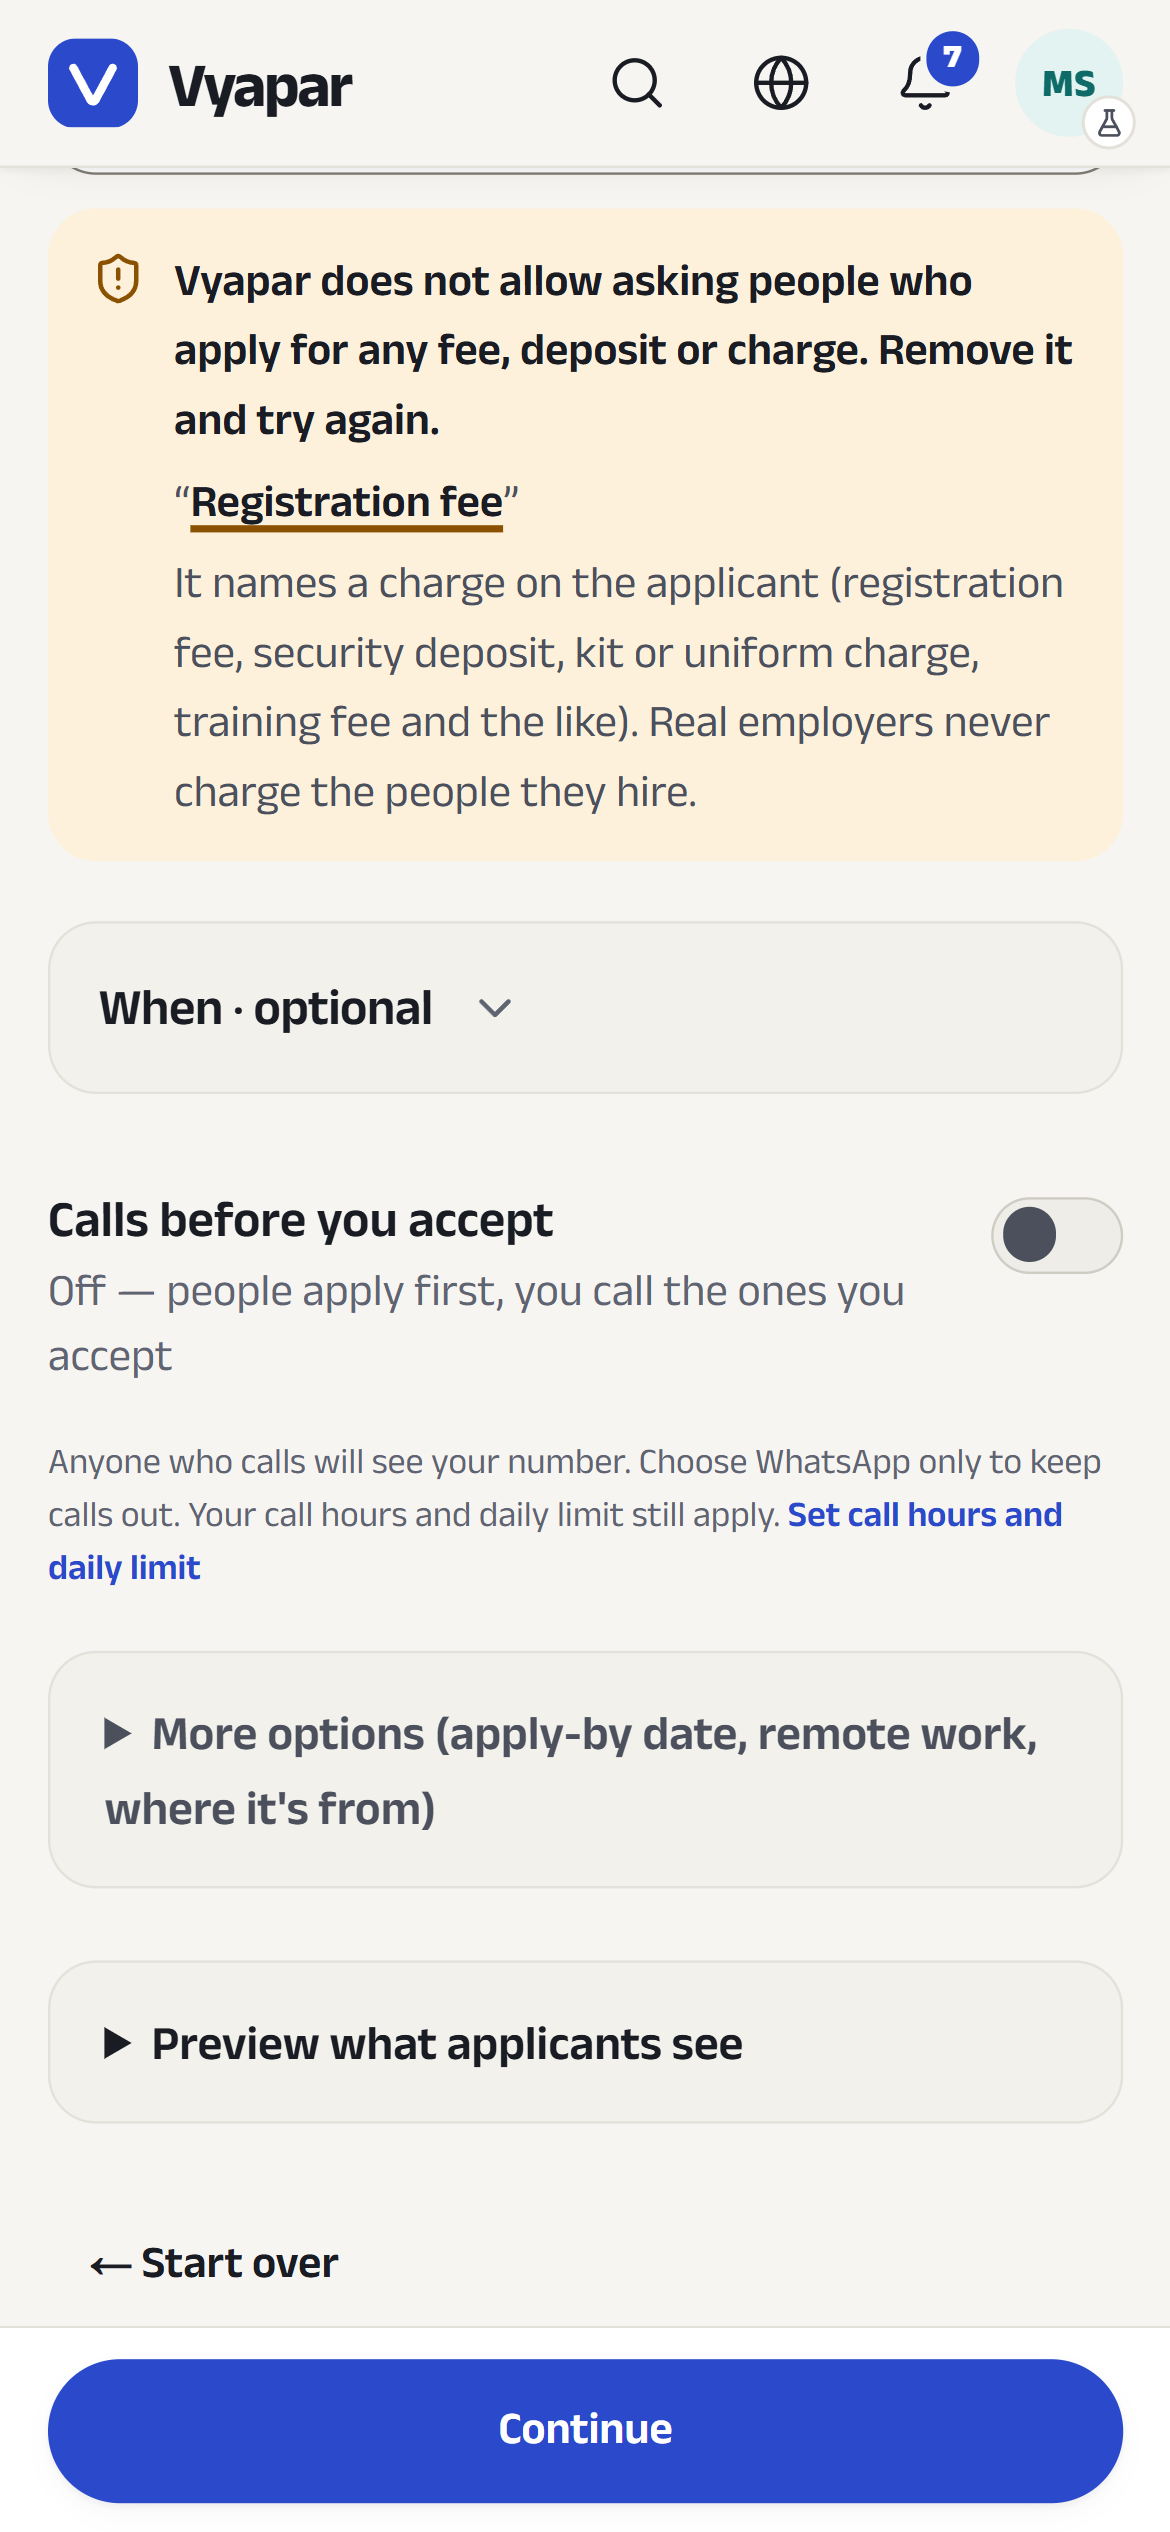 Vyapar
7
MS
Vyapar does not allow asking people who
apply for any fee, deposit or charge. Remove it
and try again.
“Registration fee”
It names a charge on the applicant (registration
fee, security deposit, kit or uniform charge,
training fee and the like). Real employers never
charge the people they hire.
When · optional
Calls before you accept
Off — people apply first, you call the ones you
accept
Anyone who calls will see your number. Choose WhatsApp only to keep
calls out. Your call hours and daily limit still apply. Set call hours and
daily limit
▶ More options (apply-by date, remote work,
where it's from)
▶ Preview what applicants see
← Start over
Continue